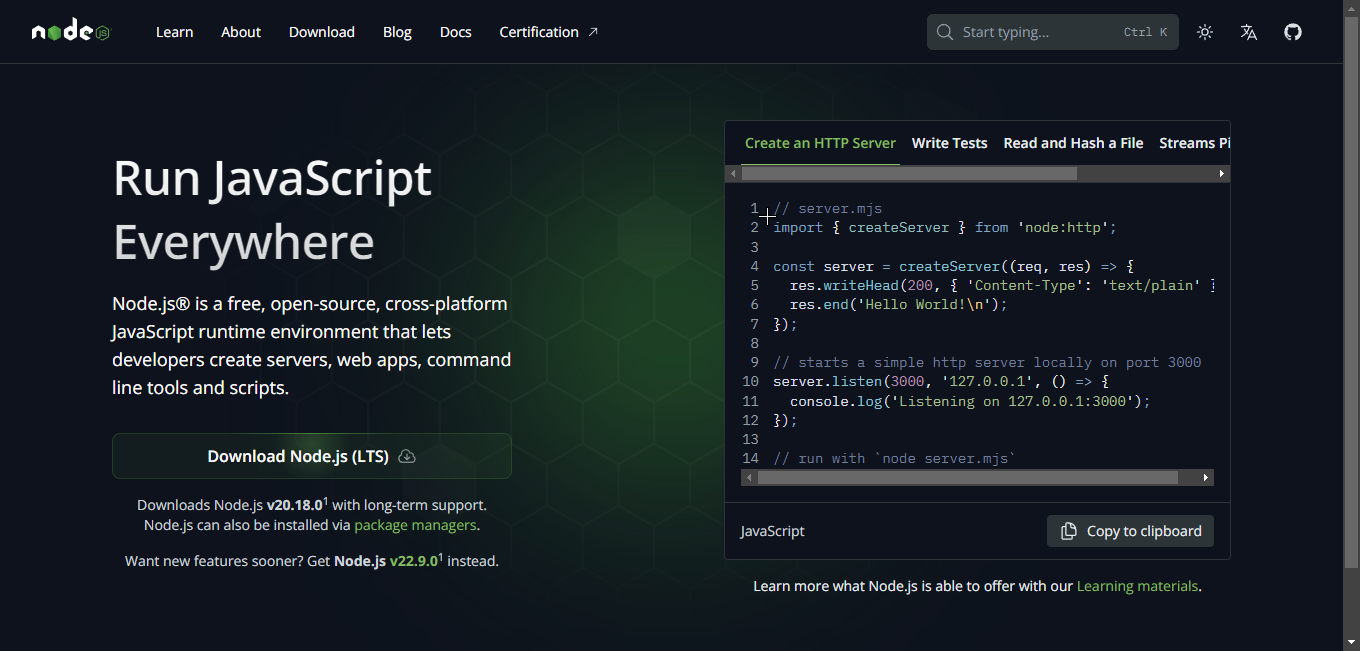 node JS
Learn About Download Blog Docs Certification
Start typing... Ctrl K
Run JavaScript
Everywhere
Node.js® is a free, open-source, cross-platform
JavaScript runtime environment that lets
developers create servers, web apps, command
line tools and scripts.
Download Node.js (LTS)
Downloads Node.js v20.18.0¹ with long-term support.
Node.js can also be installed via package managers.
Want new features sooner? Get Node.js v22.9.0¹ instead.
Create an HTTP Server Write Tests Read and Hash a File Streams Pi
1 // server.mjs
2 import { createServer } from 'node:http';
3
4 const server = createServer((req, res) => {
5   res.writeHead(200, { 'Content-Type': 'text/plain' }
6   res.end('Hello World!\n');
7 });
8
9 // starts a simple http server locally on port 3000
10 server.listen(3000, '127.0.0.1', () => {
11   console.log('Listening on 127.0.0.1:3000');
12 });
13
14 // run with `node server.mjs`
JavaScript Copy to clipboard
Learn more what Node.js is able to offer with our Learning materials.